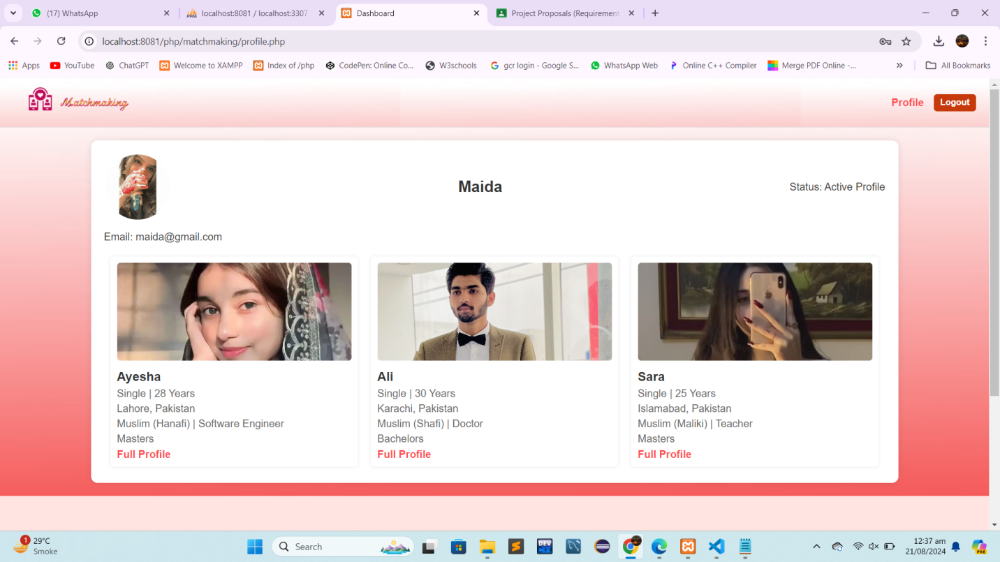 (17) WhatsApp
localhost:8081 / localhost:3307
Dashboard
Project Proposals (Requirement
localhost:8081/php/matchmaking/profile.php
Apps YouTube ChatGPT Welcome to XAMPP Index of /php CodePen: Online Co... W3schools gcr login - Google S... WhatsApp Web Online C++ Compiler Merge PDF Online -... » All Bookmarks
Matchmaking
Profile Logout
Maida
Status: Active Profile
Email: maida@gmail.com
Ayesha
Single | 28 Years
Lahore, Pakistan
Muslim (Hanafi) | Software Engineer
Masters
Full Profile
Ali
Single | 30 Years
Karachi, Pakistan
Muslim (Shafi) | Doctor
Bachelors
Full Profile
Sara
Single | 25 Years
Islamabad, Pakistan
Muslim (Maliki) | Teacher
Masters
Full Profile
1
29°C
Smoke
Search
DEV
PRE
12:37 am
21/08/2024